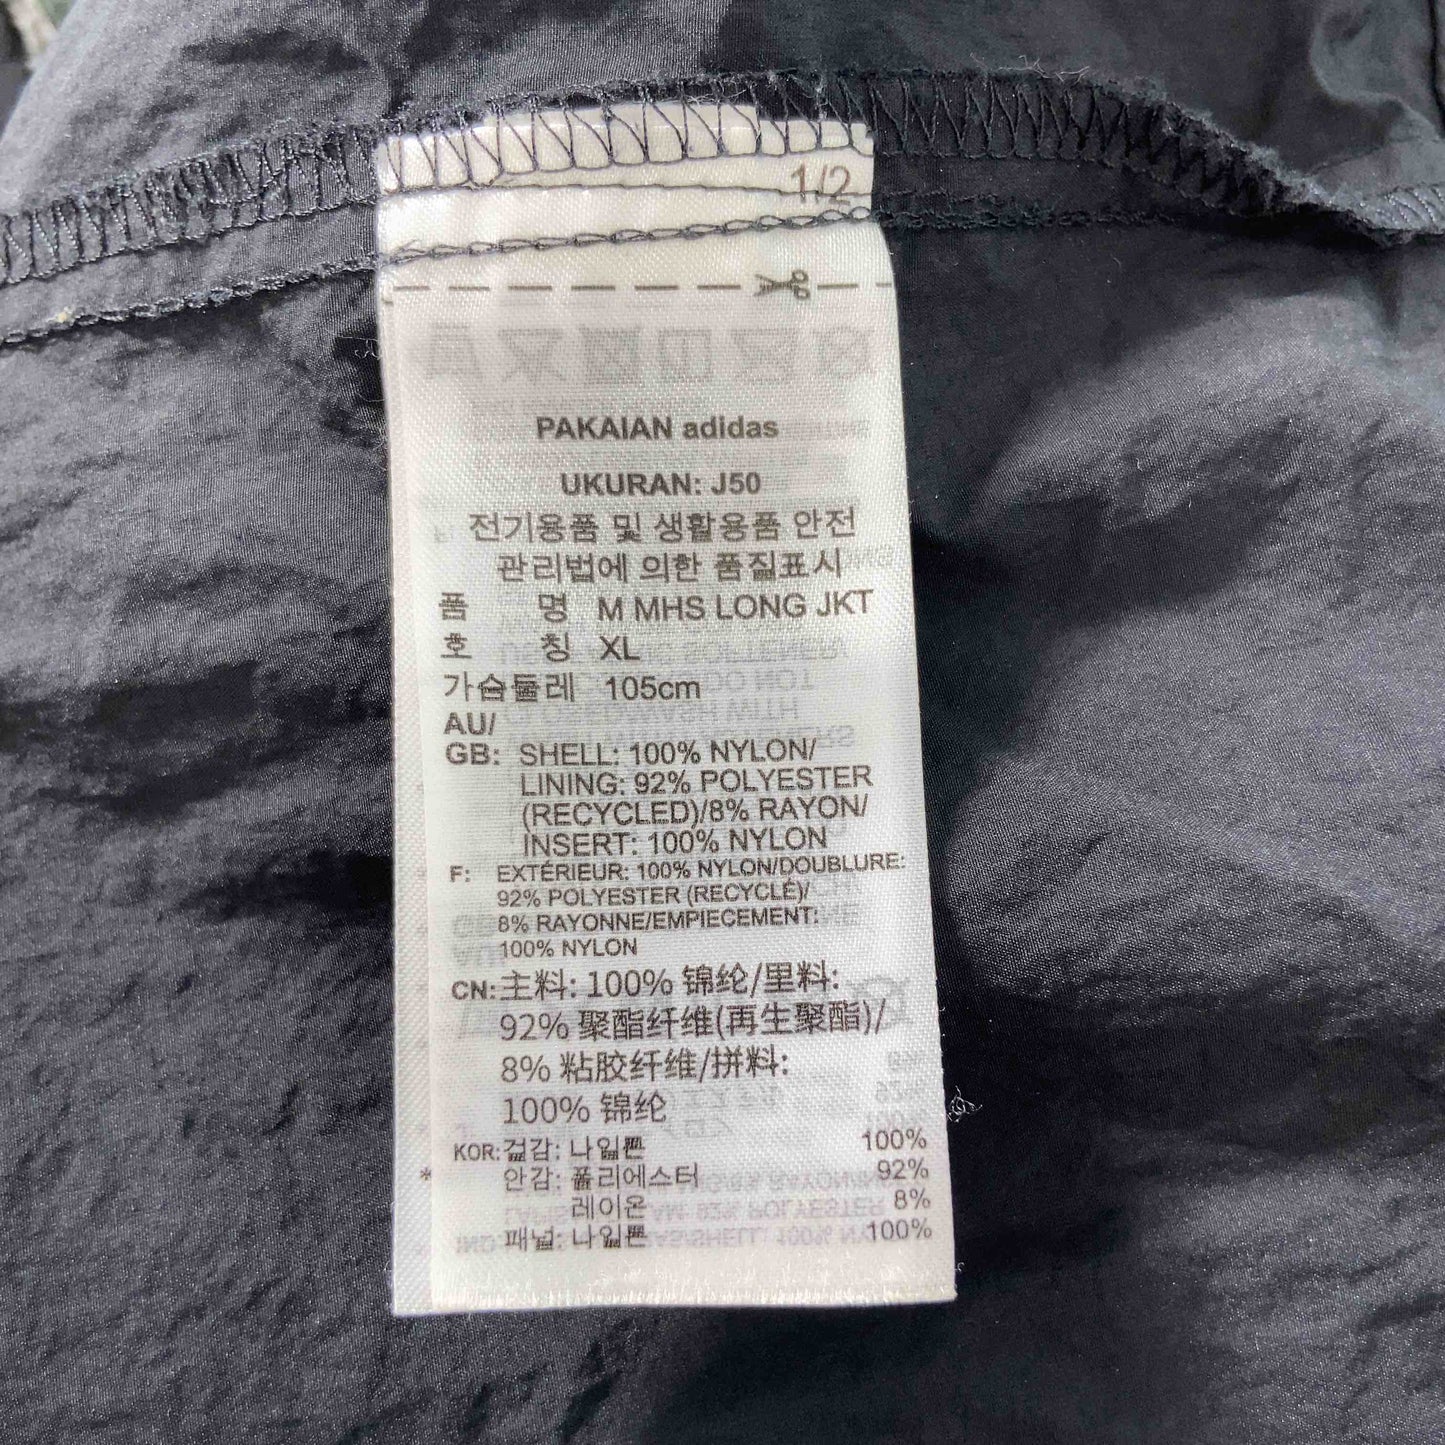 1/2
PAKAIAN adidas
UKURAN: J50
전기용품 및 생활용품 안전
관리법에 의한 품질표시
품 명 M MHS LONG JKT
호 칭 XL
가슴둘레 105cm
AU/
GB: SHELL: 100% NYLON/
LINING: 92% POLYESTER
(RECYCLED)/8% RAYON/
INSERT: 100% NYLON
F: EXTÉRIEUR: 100% NYLON/DOUBLURE:
92% POLYESTER (RECYCLÉ)/
8% RAYONNE/EMPIECEMENT:
100% NYLON
CN: 主料: 100% 锦纶/里料:
92% 聚酯纤维(再生聚酯)/
8% 粘胶纤维/拼料:
100% 锦纶
KOR: 겉감: 나일론 100%
안감: 폴리에스터 92%
레이온 8%
패널: 나일론 100%